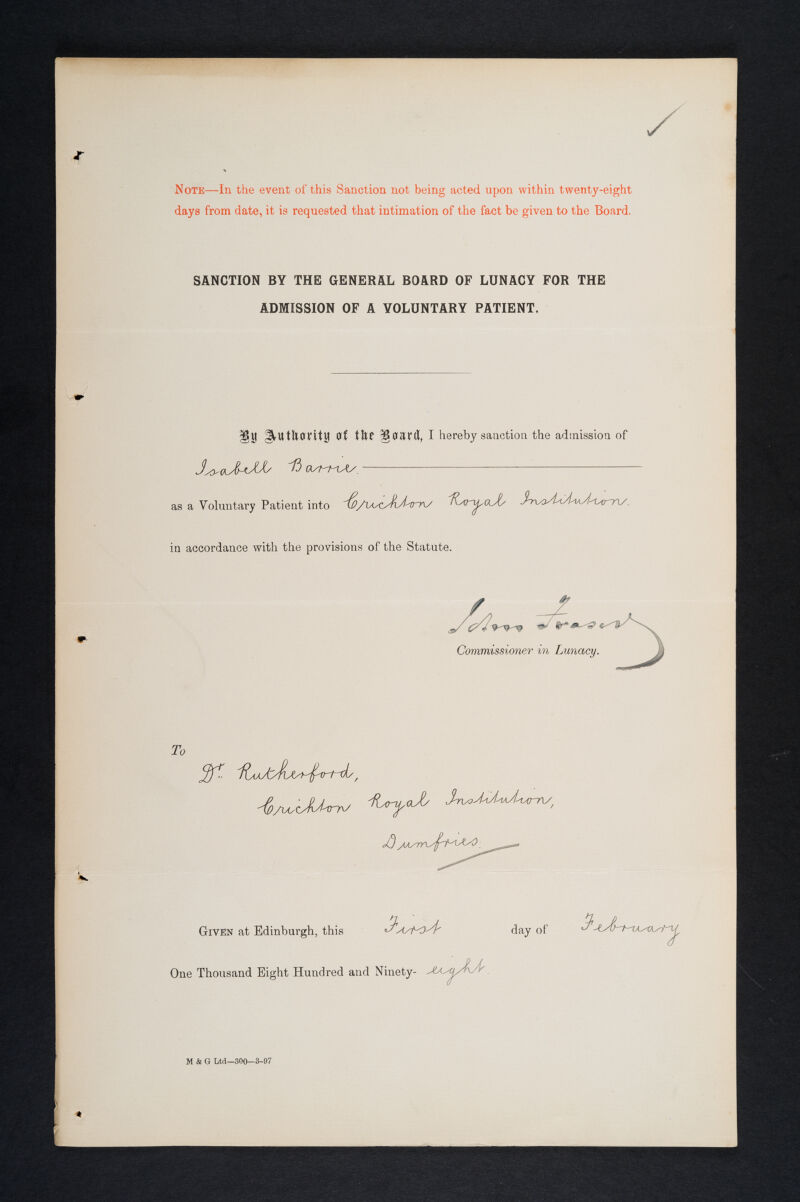 NOTE—In the event of this Sanction not being acted upon within twenty-eight
days from date, it is requested that intimation of the fact be given to the Board.
SANCTION BY THE GENERAL BOARD OF LUNACY FOR THE
ADMISSION OF A VOLUNTARY PATIENT.
By Authority of the Board, I hereby sanction the admission of
Isabell Barrie.
as a Voluntary Patient into Crichton Royal Institution.
in accordance with the provisions of the Statute.
John Fraser
Commissioner in Lunacy.
To
Dr. Rutherford,
Crichton Royal Institution,
Dumfries.
GIVEN at Edinburgh, this First day of February
One Thousand Eight Hundred and Ninety- eight.
M & G Ltd—300—3-97